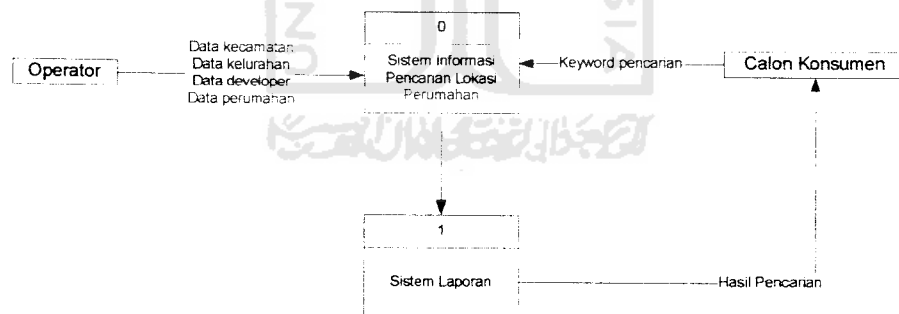 0
Sistem Informasi
Pencarian Lokasi
Perumahan
Operator
Data kecamatan
Data kelurahan
Data developer
Data perumahan
Keyword pencarian
Calon Konsumen
1
Sistem Laporan
Hasil Pencarian